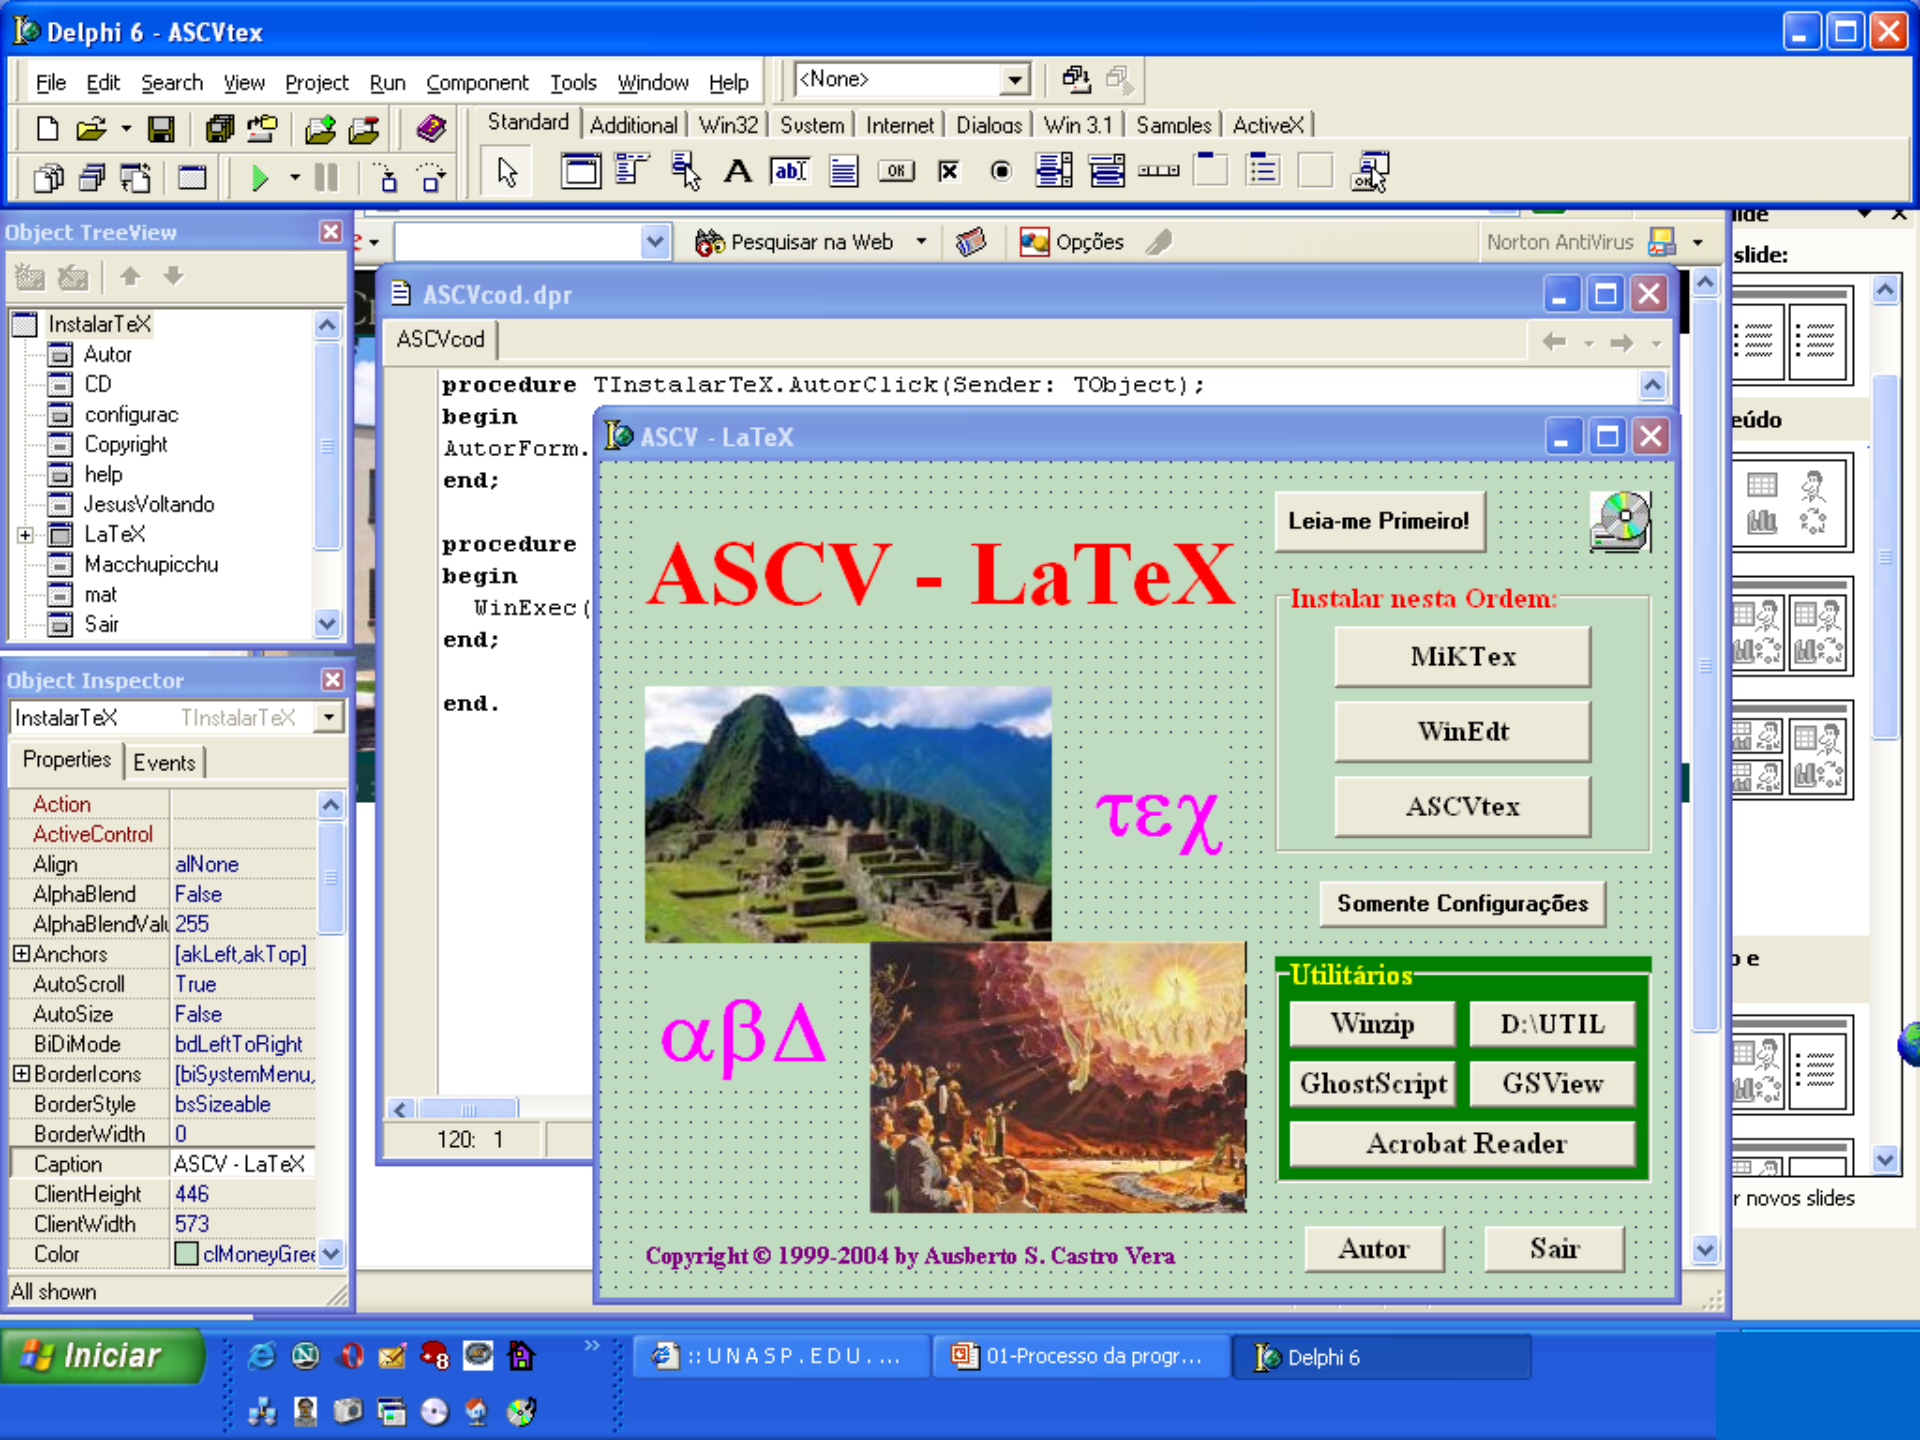 Delphi 6 - ASCVtex
File Edit Search View Project Run Component Tools Window Help
<None>
Standard Additional Win32 System Internet Dialogs Win 3.1 Samples ActiveX
Object TreeView
InstalarTeX
Autor
CD
configurac
Copyright
help
JesusVoltando
LaTeX
Macchupicchu
mat
Sair
Object Inspector
InstalarTeX TInstalarTeX
Properties Events
Action
ActiveControl
Align alNone
AlphaBlend False
AlphaBlendValu 255
Anchors [akLeft,akTop]
AutoScroll True
AutoSize False
BiDiMode bdLeftToRight
BorderIcons [biSystemMenu,
BorderStyle bsSizeable
BorderWidth 0
Caption ASCV - LaTeX
ClientHeight 446
ClientWidth 573
Color clMoneyGree
All shown
Pesquisar na Web Opções Norton AntiVirus
ASCVcod.dpr
ASCVcod
procedure TInstalarTeX.AutorClick(Sender: TObject);
begin
AutorForm.
end;
procedure
begin
WinExec(
end;
end.
120: 1
ASCV - LaTeX
ASCV - LaTeX
τεχ
αβΔ
Copyright © 1999-2004 by Ausberto S. Castro Vera
Leia-me Primeiro!
Instalar nesta Ordem:
MiKTex
WinEdt
ASCVtex
Somente Configurações
Utilitários
Winzip D:\UTIL
GhostScript GSView
Acrobat Reader
Autor Sair
slide:
eúdo
r novos slides
Iniciar
::UNASP.EDU....
01-Processo da progr...
Delphi 6